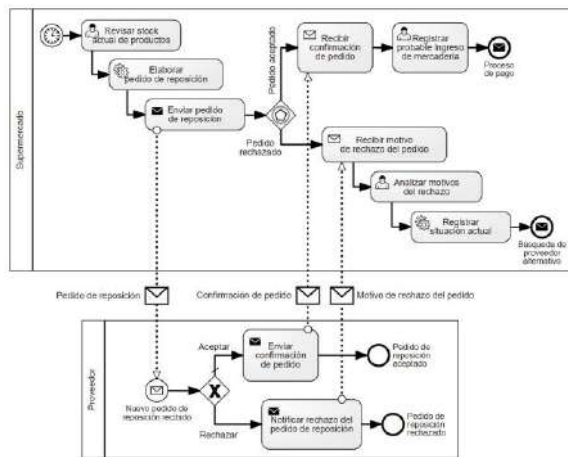 Supermercado
Revisar stock
actual de productos
Elaborar
pedido de reposición
Enviar pedido
de reposición
Pedido aceptado
Pedido
rechazado
Recibir
confirmación
de pedido
Registrar
probable ingreso
de mercadería
Proceso
de pago
Recibir motivo
de rechazo del pedido
Analizar motivos
del rechazo
Registrar
situación actual
Búsqueda de
proveedor
alternativo
Pedido de reposición
Confirmación de pedido
Motivo de rechazo del pedido
Proveedor
Nuevo pedido de
reposición recibido
Aceptar
Rechazar
Enviar
confirmación
de pedido
Pedido de
reposición
aceptado
Notificar rechazo del
pedido de reposición
Pedido de
reposición
rechazado